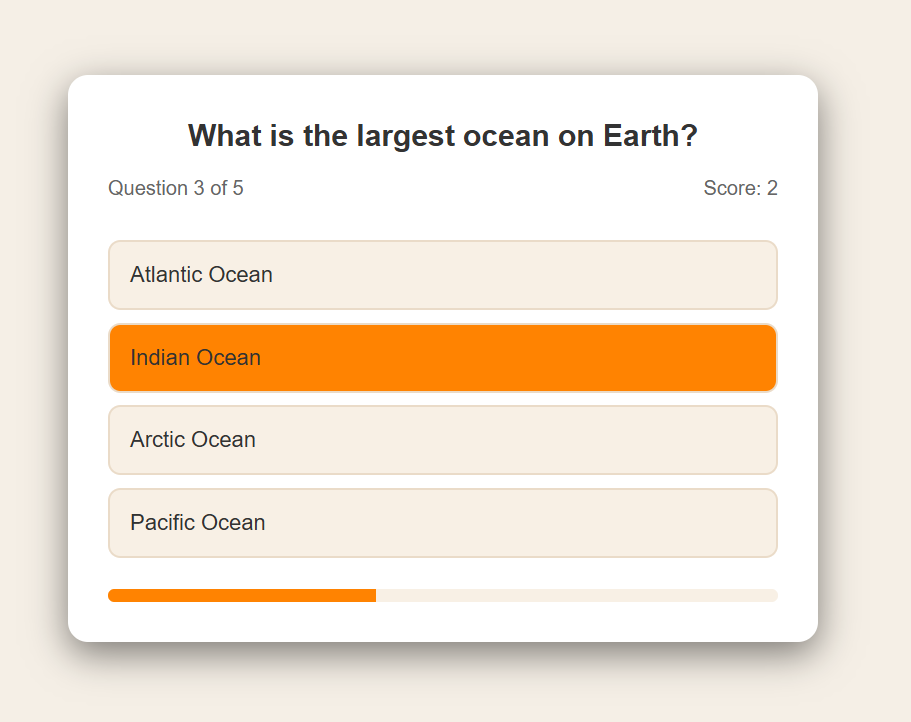 What is the largest ocean on Earth?
Question 3 of 5
Score: 2
Atlantic Ocean
Indian Ocean
Arctic Ocean
Pacific Ocean